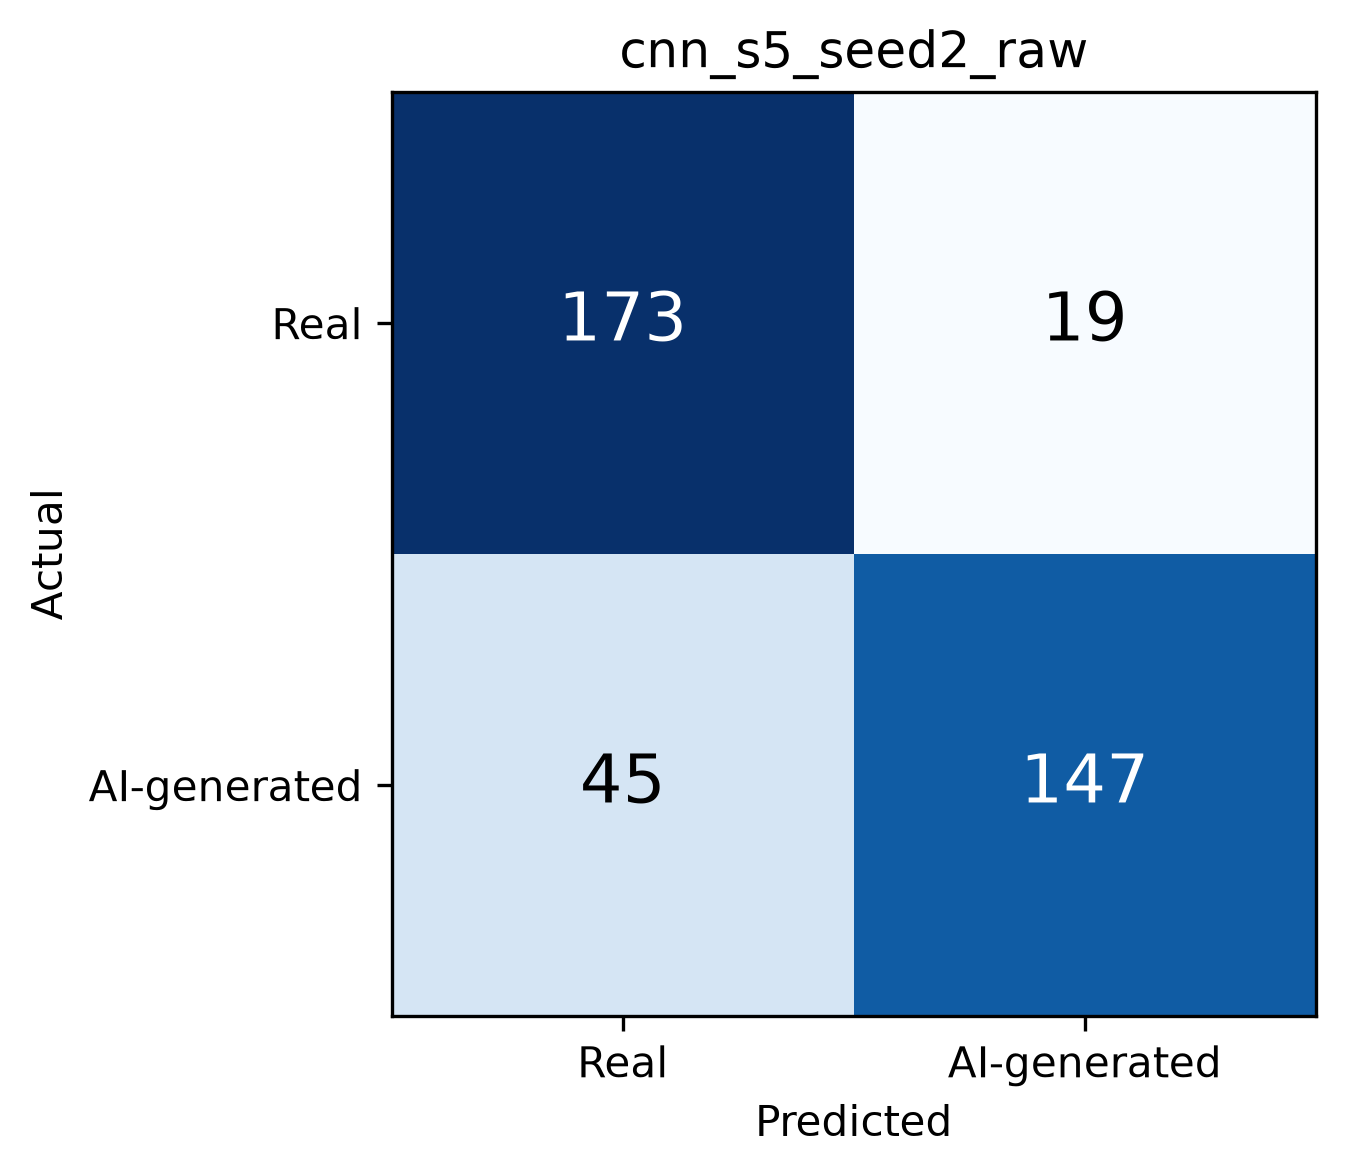 cnn_s5_seed2_raw
Actual
Real
173
19
AI-generated
45
147
Real
AI-generated
Predicted